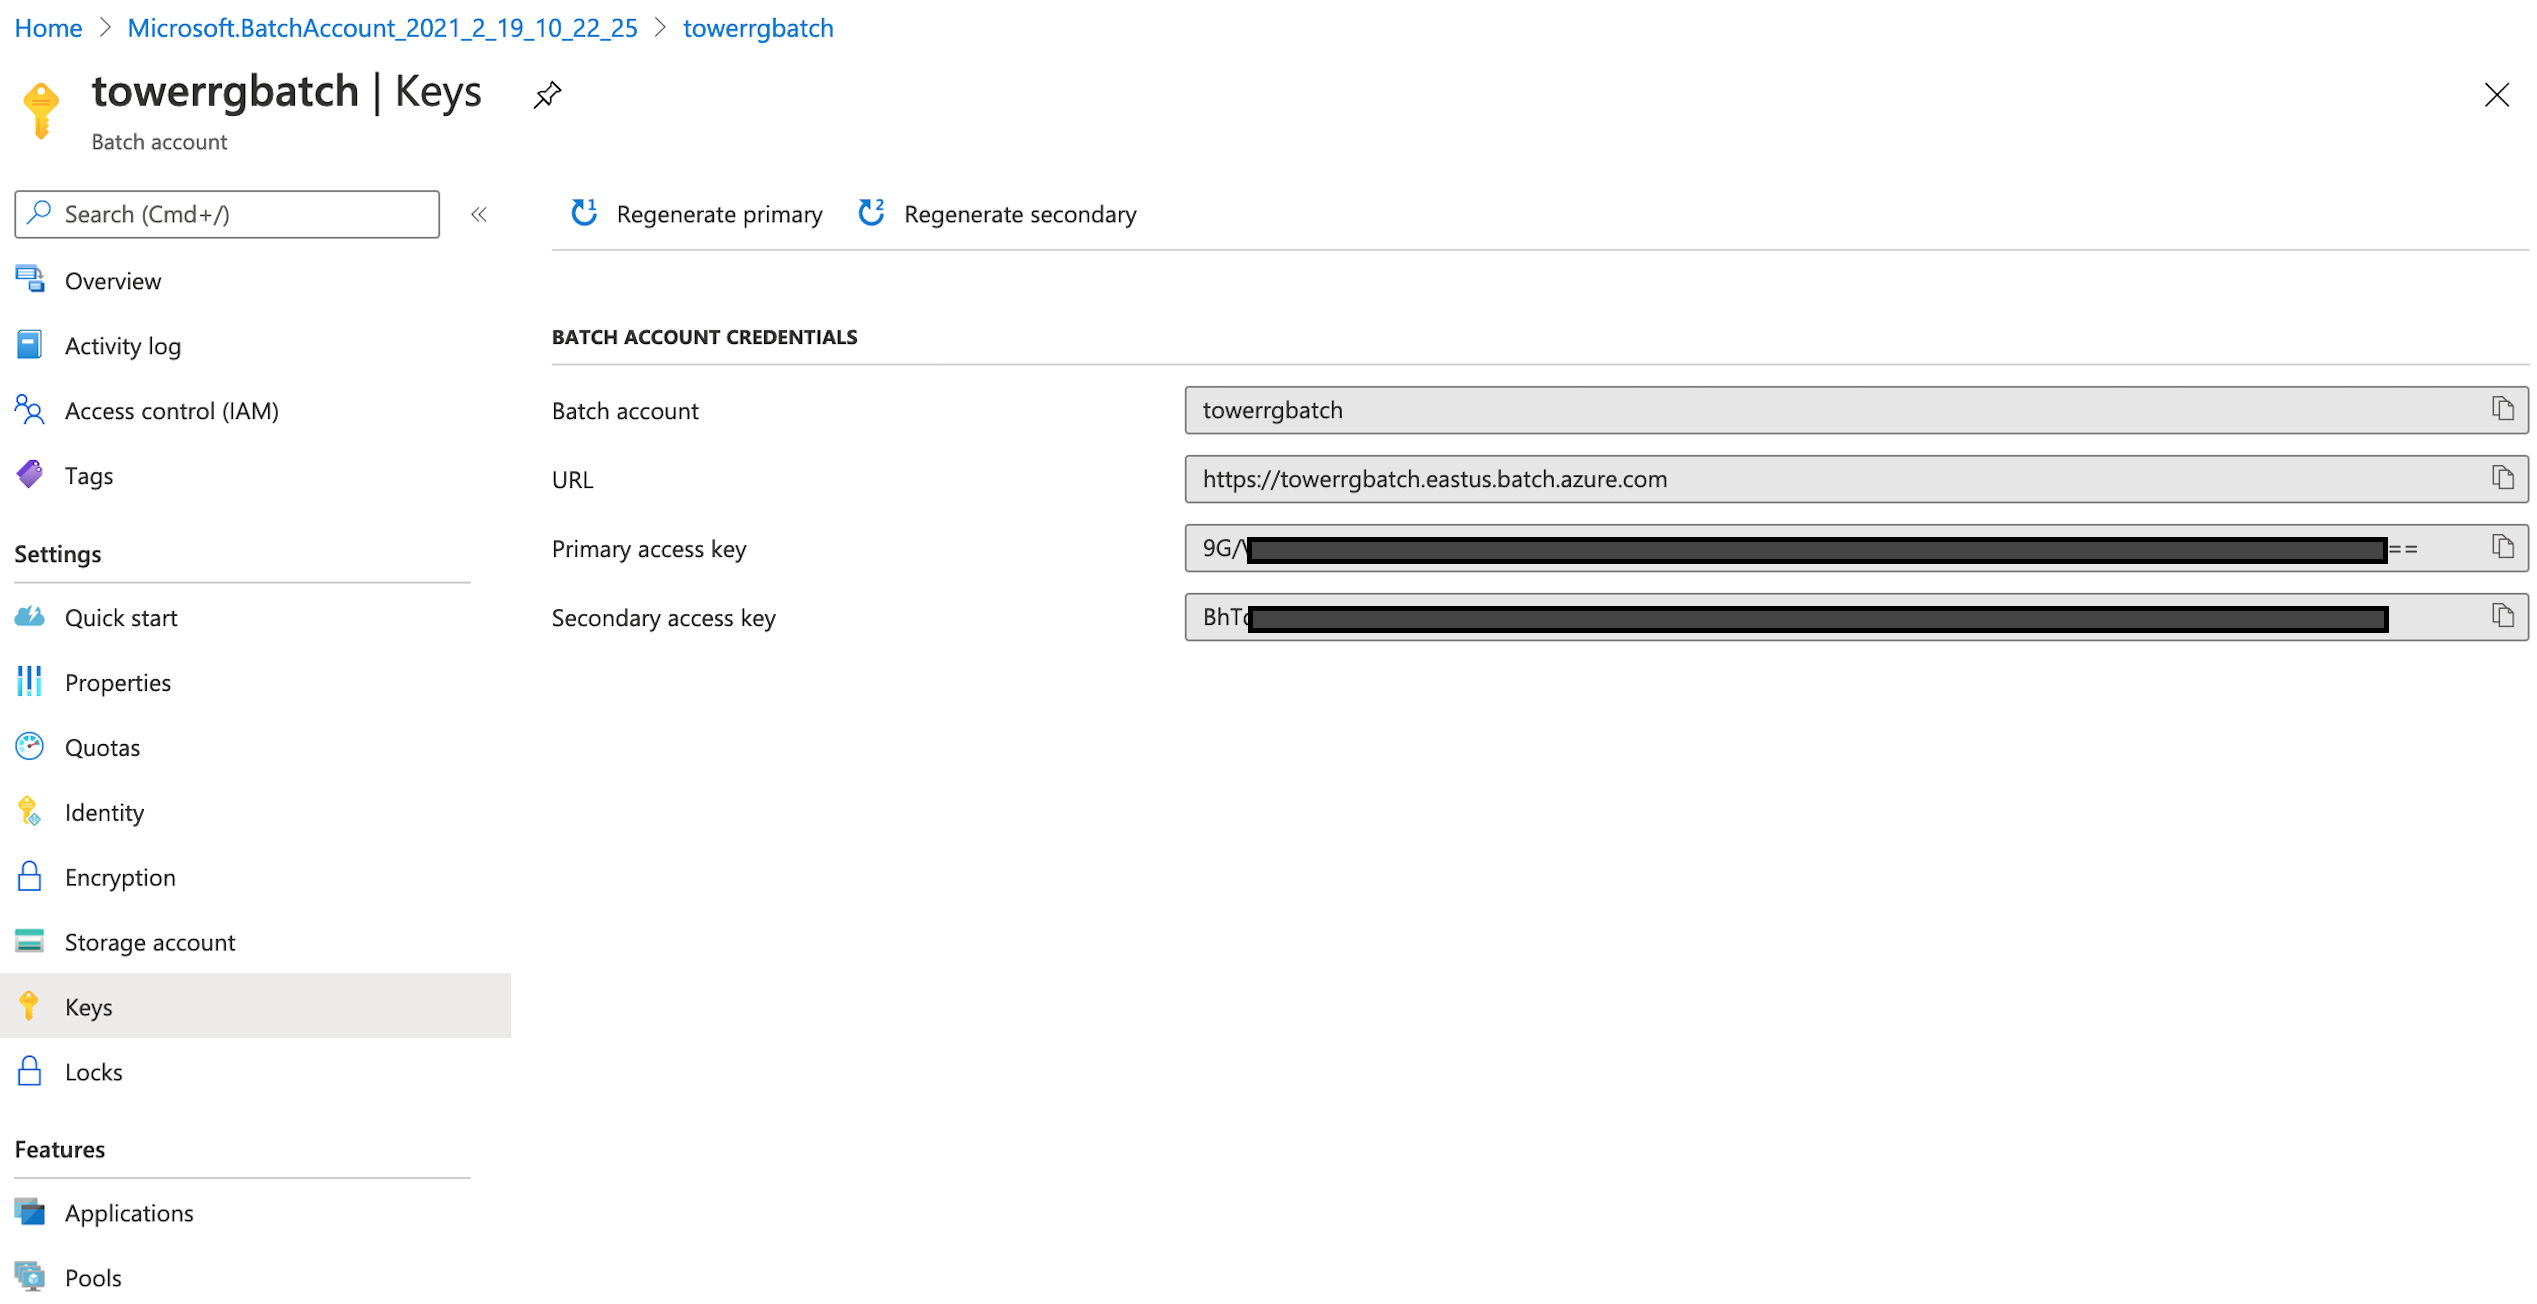 Home > Microsoft.BatchAccount_2021_2_19_10_22_25 > towerrgbatch
towerrgbatch | Keys
Batch account
Search (Cmd+/)
«
Regenerate primary
Regenerate secondary
Overview
Activity log
Access control (IAM)
Tags
Settings
Quick start
Properties
Quotas
Identity
Encryption
Storage account
Keys
Locks
Features
Applications
Pools
BATCH ACCOUNT CREDENTIALS
Batch account
towerrgbatch
URL
https://towerrgbatch.eastus.batch.azure.com
Primary access key
9G/ ==
Secondary access key
BhT